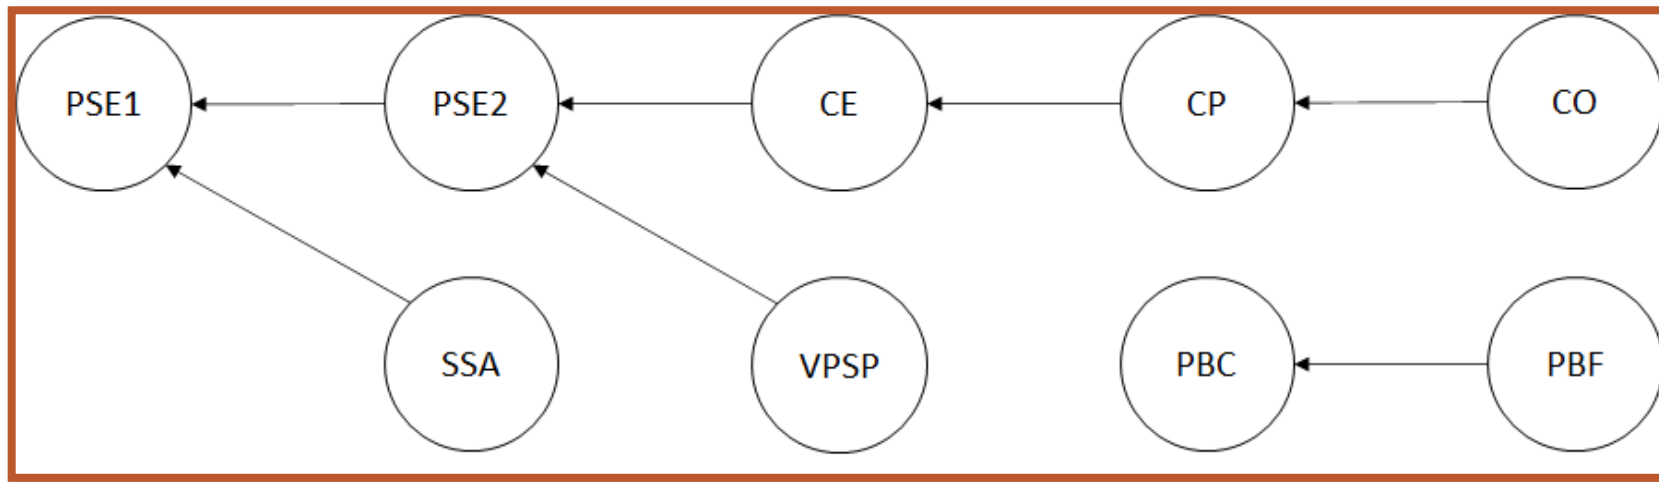 PSE1
PSE2
CE
CP
CO
SSA
VPSP
PBC
PBF